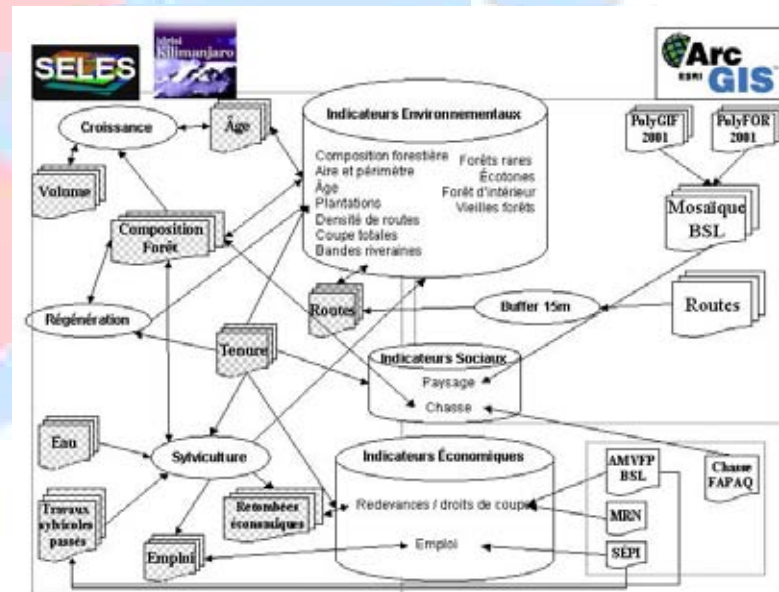 SELES
idrisi
Kilimanjaro
Arc
ESRI GIS
Croissance
Âge
Volume
Composition
Forêt
Régénération
Tenure
Eau
Sylviculture
Travaux
sylvicoles
passés
Emploi
Retombées
économiques
Indicateurs Environnementaux
Composition forestière
Aire et périmètre
Âge
Plantations
Densité de routes
Coupe totales
Bandes riveraines
Forêts rares
Écotones
Forêt d'intérieur
Vieilles forêts
Routes
Buffer 15m
Routes
PolyGIF
2001
PolyFOR
2001
Mosaïque
BSL
Indicateurs Sociaux
Paysage
Chasse
Indicateurs Économiques
Redevances / droits de coupe
Emploi
AMVFP
BSL
MRN
SÉPI
Chasse
FAPAQ